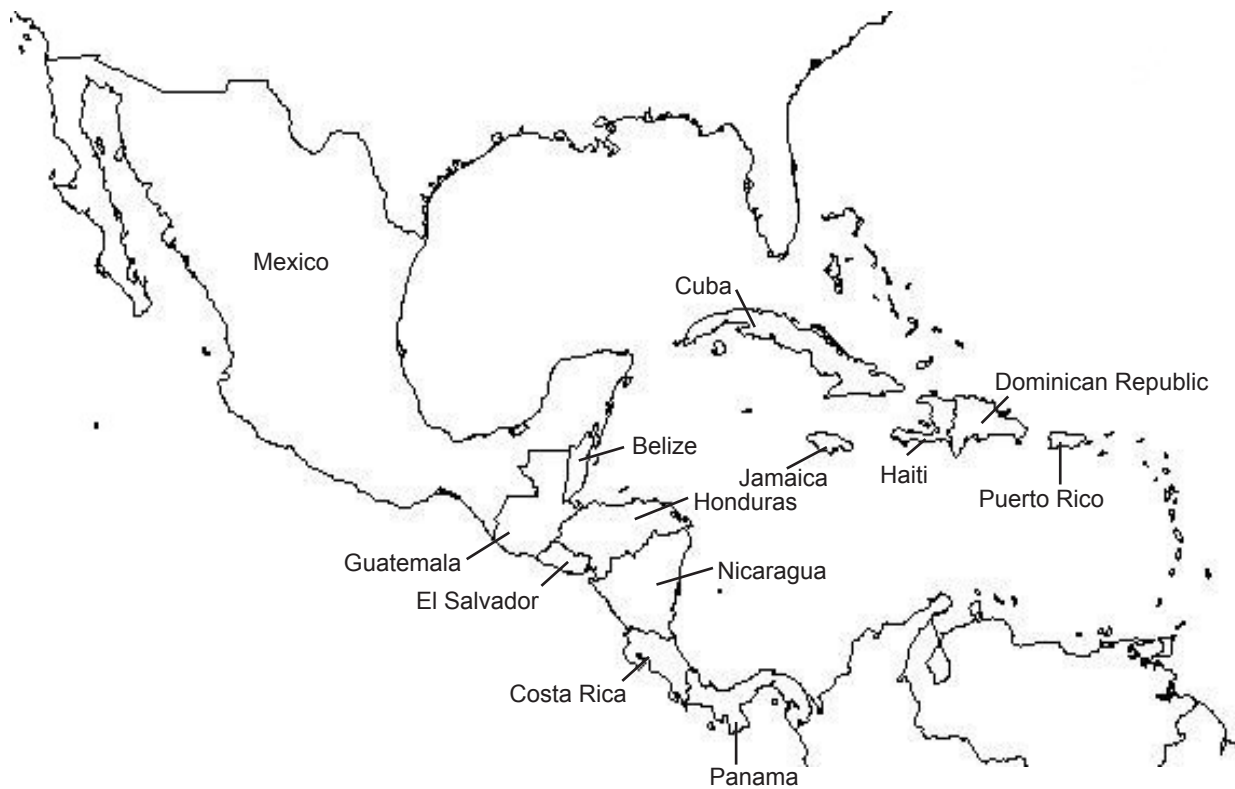 Mexico
Cuba
Dominican Republic
Belize
Jamaica
Haiti
Puerto Rico
Honduras
Guatemala
Nicaragua
El Salvador
Costa Rica
Panama